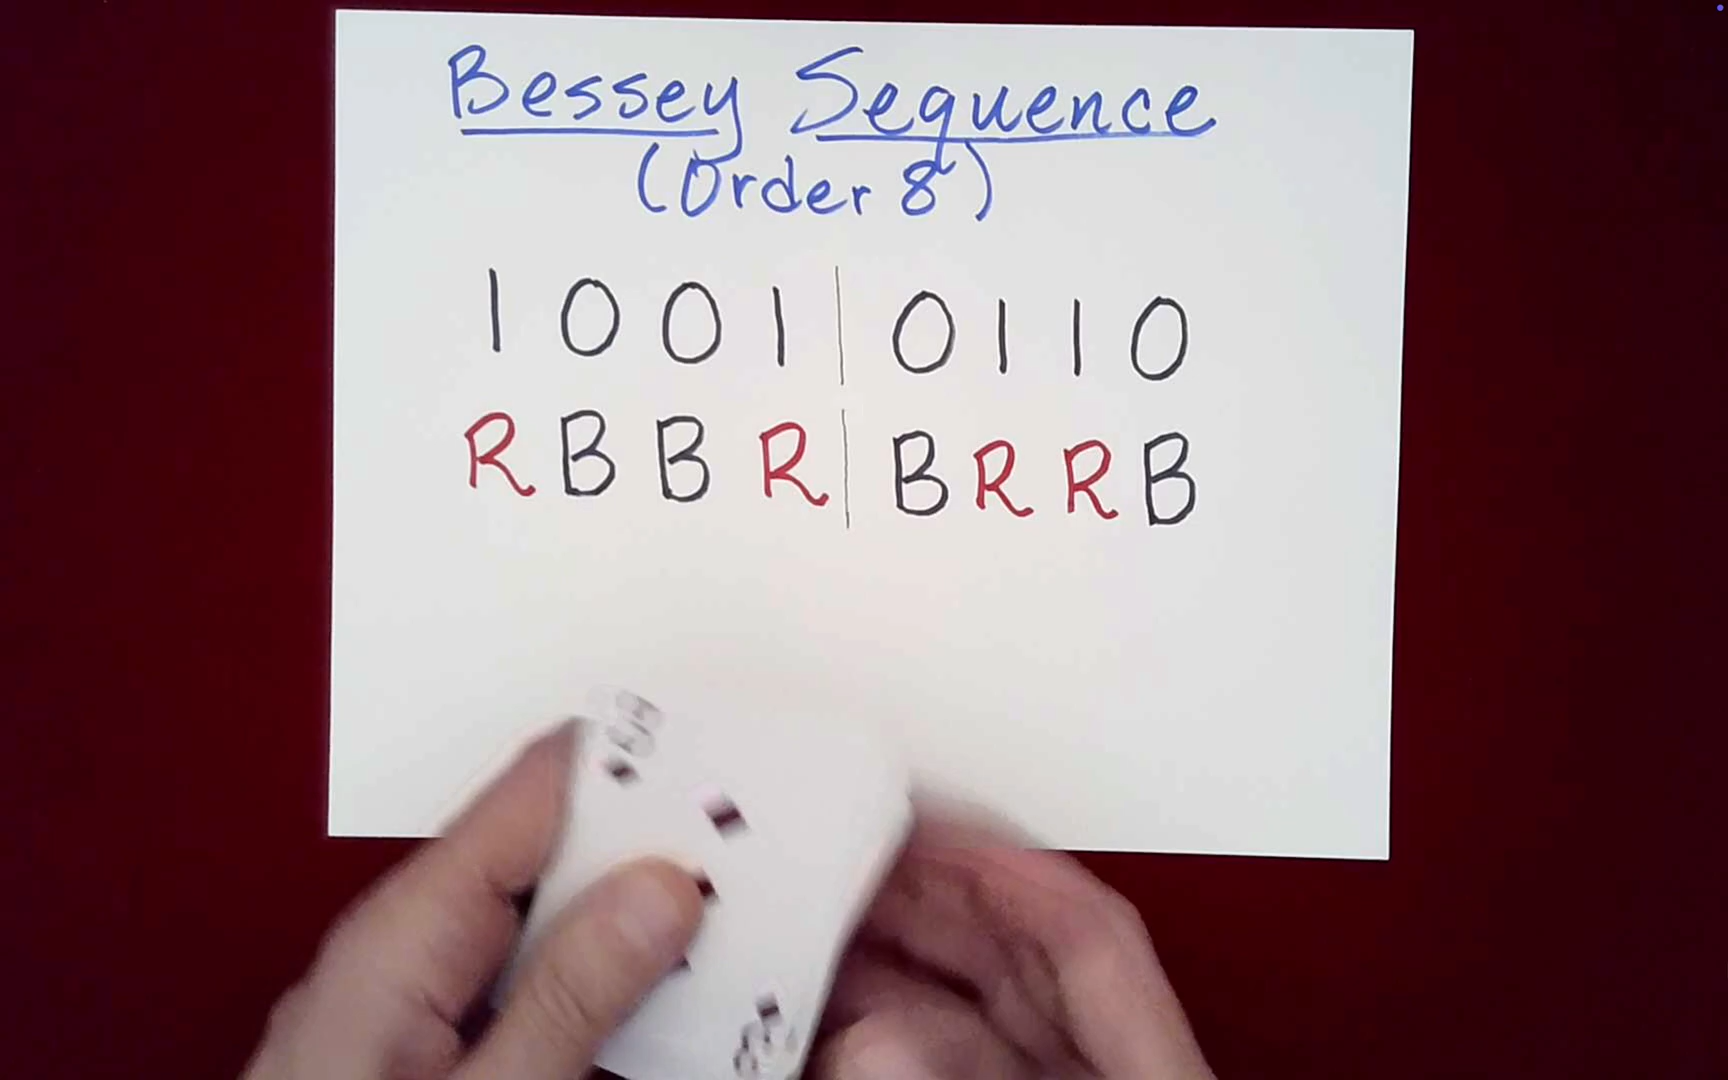 Bessey Sequence
(Order 8)
1 0 0 1 | 0 1 1 0
R B B R | B R R B